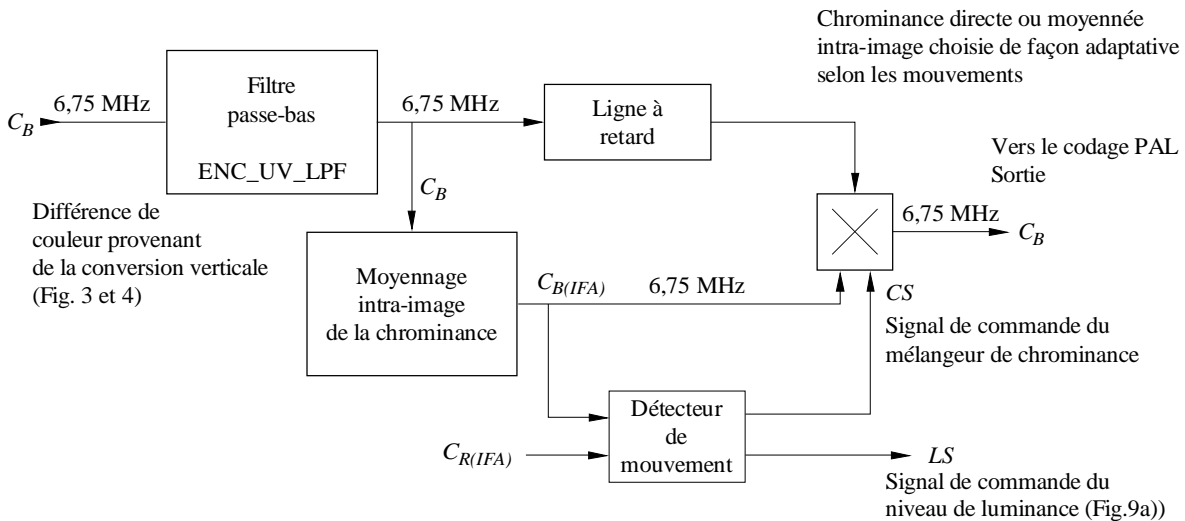 Chrominance directe ou moyennée
intra-image choisie de façon adaptative
selon les mouvements
C_B
6,75 MHz
Filtre
passe-bas
ENC_UV_LPF
6,75 MHz
Ligne à
retard
Vers le codage PAL
Sortie
6,75 MHz
C_B
C_B
Différence de
couleur provenant
de la conversion verticale
(Fig. 3 et 4)
Moyennage
intra-image
de la chrominance
C_B(IFA)
6,75 MHz
CS
Signal de commande du
mélangeur de chrominance
Détecteur
de
mouvement
C_R(IFA)
LS
Signal de commande du
niveau de luminance (Fig.9a))